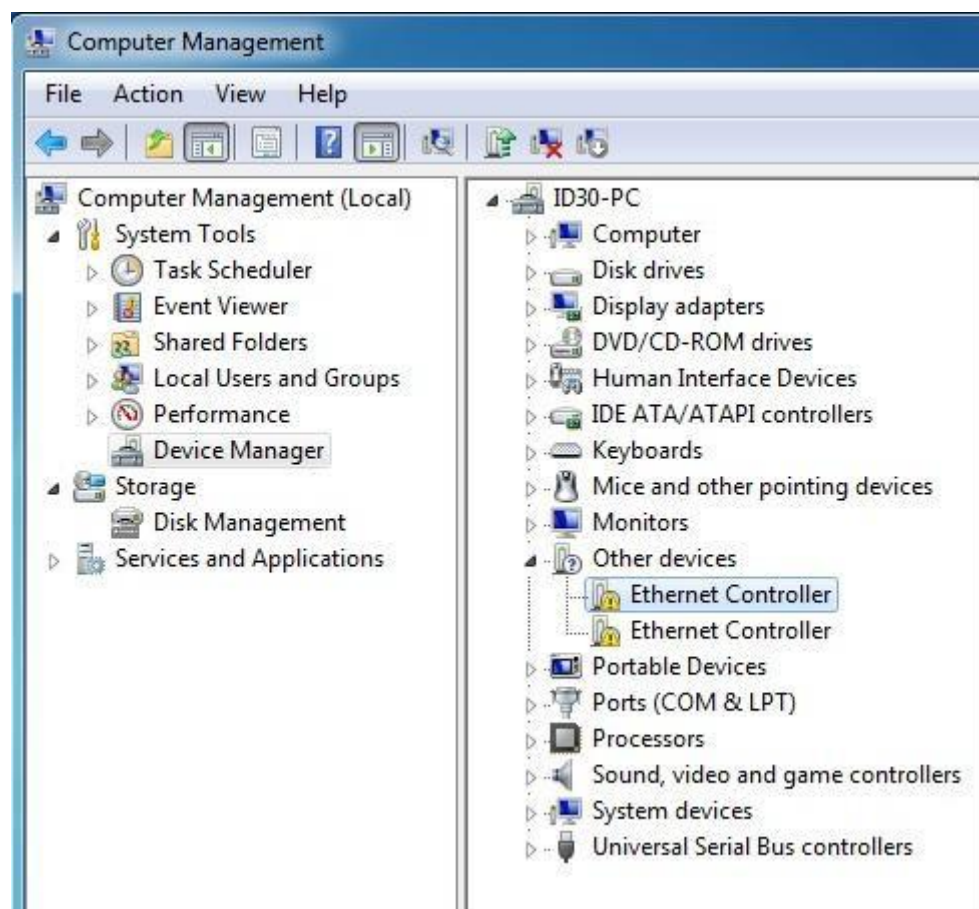 Computer Management
File Action View Help
Computer Management (Local)
System Tools
Task Scheduler
Event Viewer
Shared Folders
Local Users and Groups
Performance
Device Manager
Storage
Disk Management
Services and Applications
ID30-PC
Computer
Disk drives
Display adapters
DVD/CD-ROM drives
Human Interface Devices
IDE ATA/ATAPI controllers
Keyboards
Mice and other pointing devices
Monitors
Other devices
Ethernet Controller
Ethernet Controller
Portable Devices
Ports (COM & LPT)
Processors
Sound, video and game controllers
System devices
Universal Serial Bus controllers